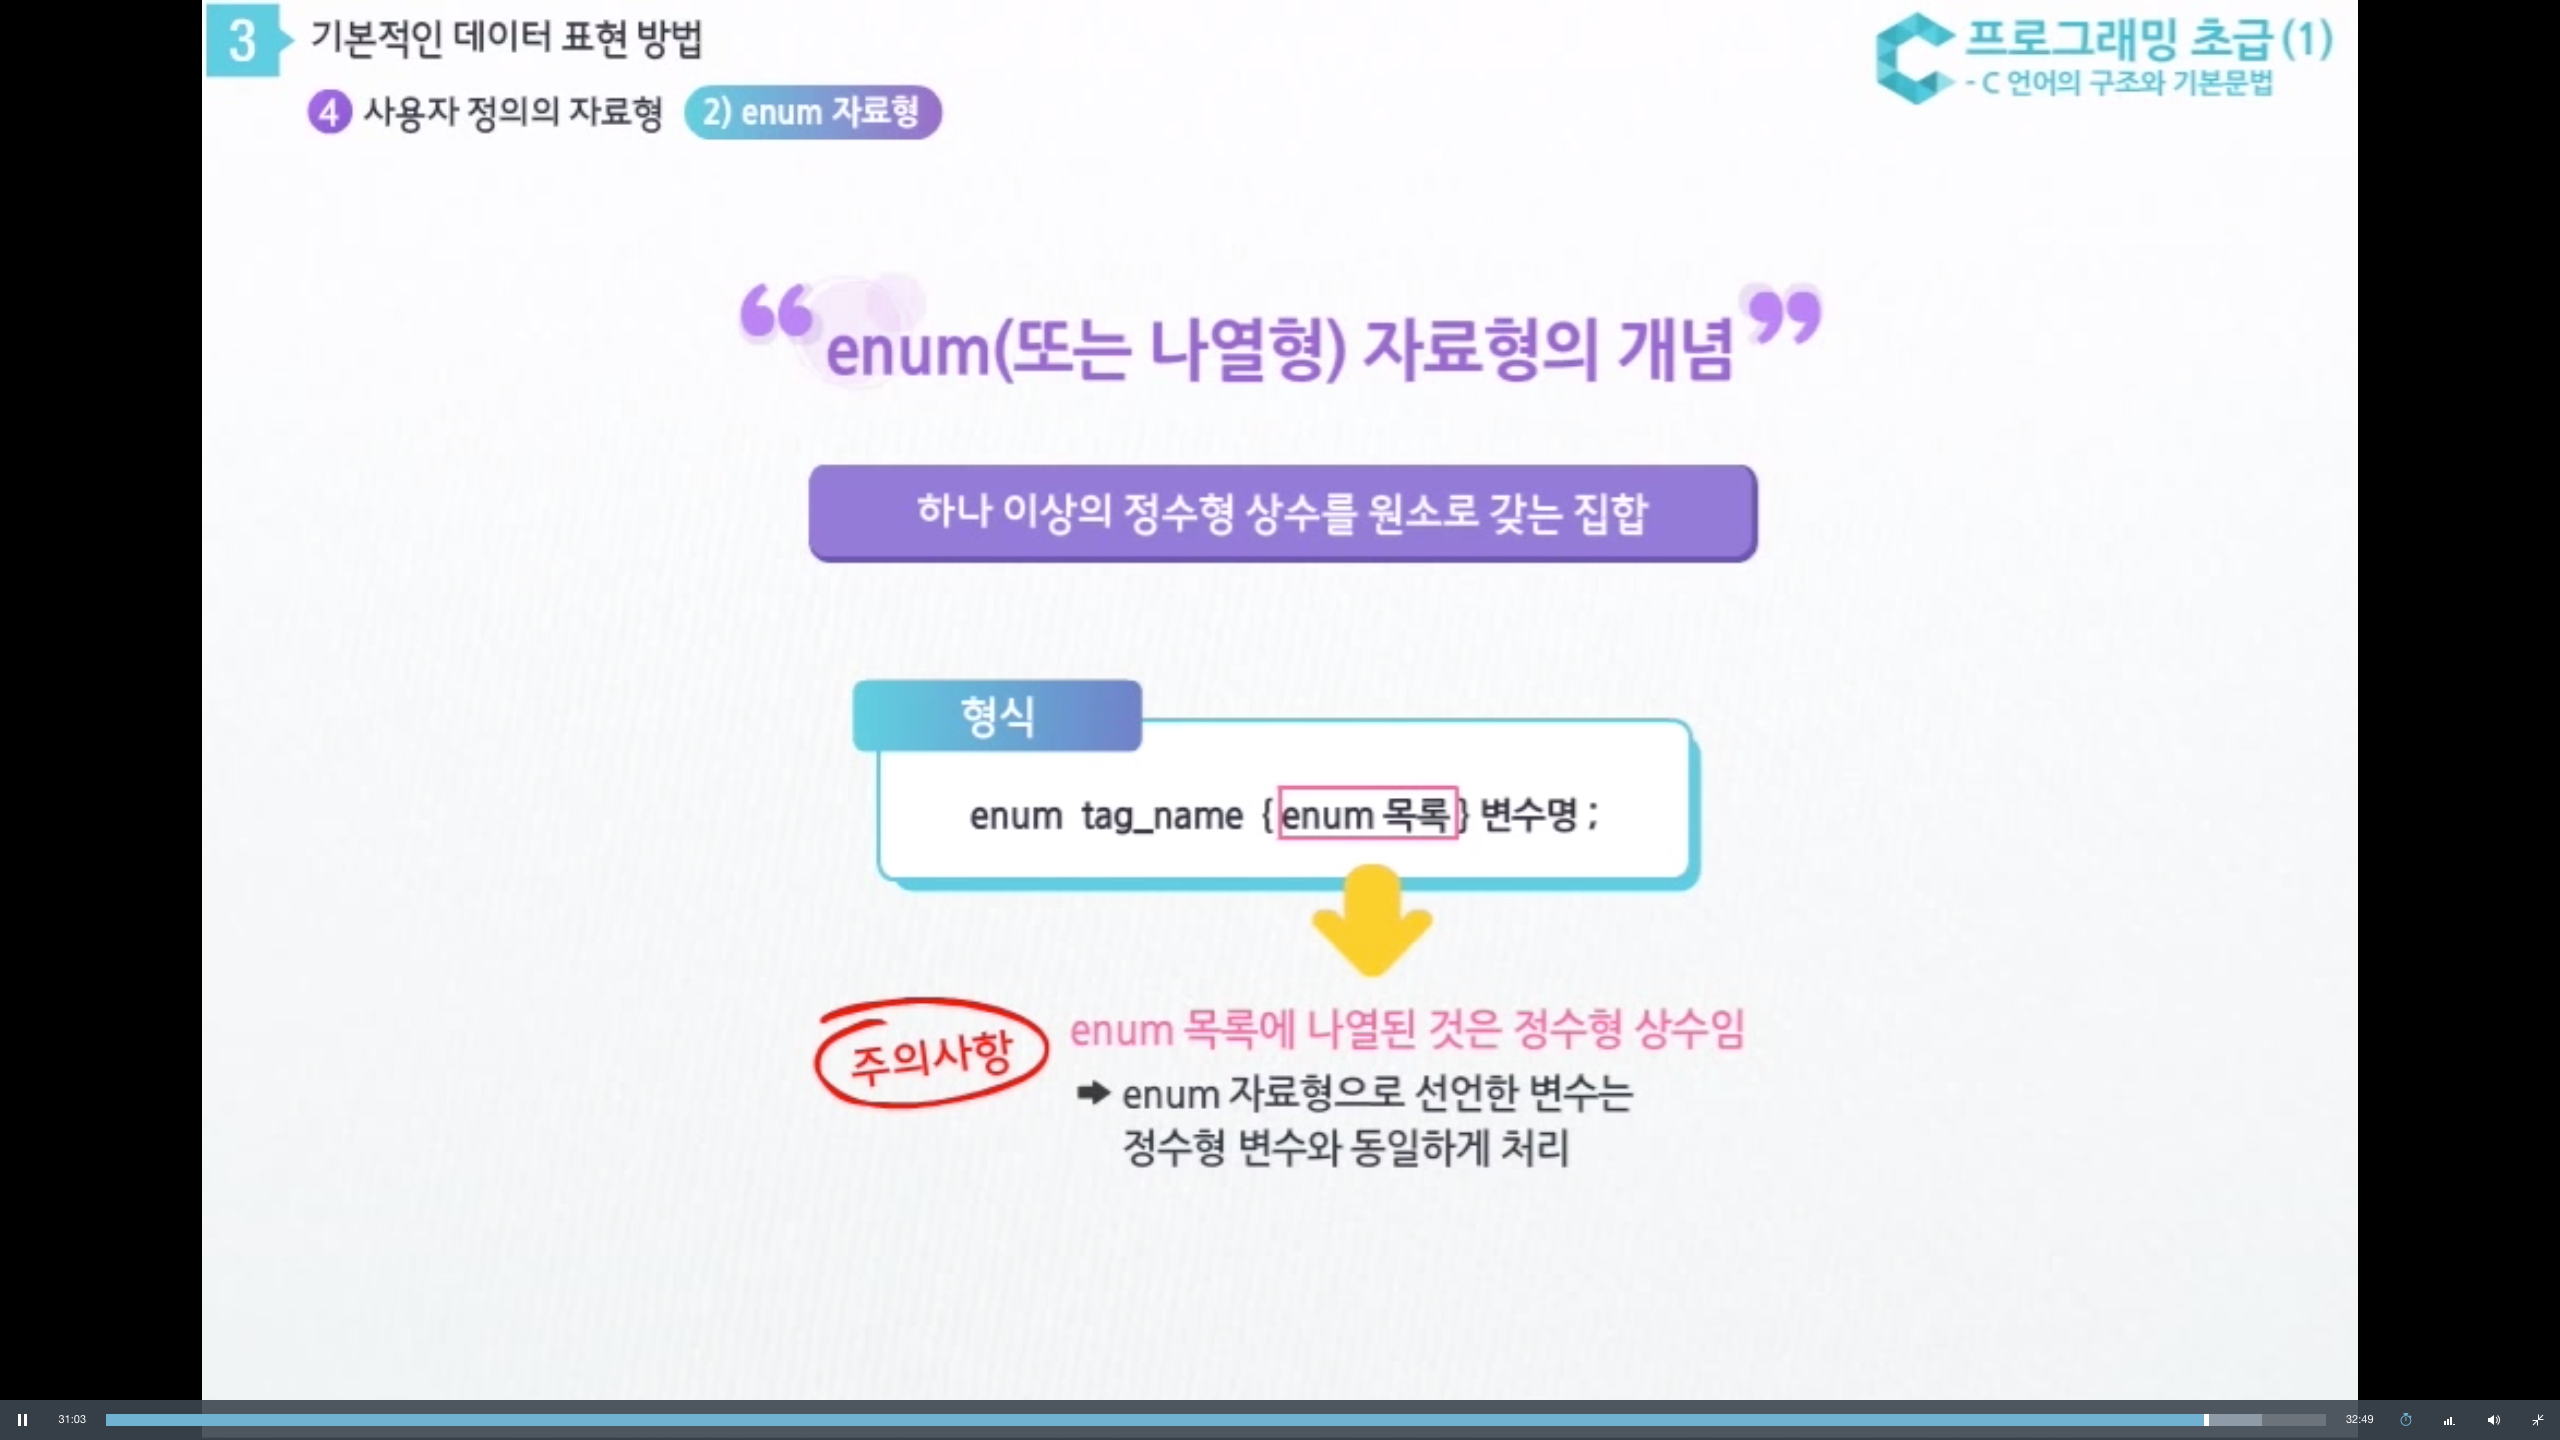 3 기본적인 데이터 표현 방법
프로그래밍 초급(1)
- C 언어의 구조와 기본문법
4 사용자 정의의 자료형 2) enum 자료형
“enum(또는 나열형) 자료형의 개념”
하나 이상의 정수형 상수를 원소로 갖는 집합
형식
enum tag_name {enum 목록} 변수명 ;
주의사항
enum 목록에 나열된 것은 정수형 상수임
➡ enum 자료형으로 선언한 변수는
정수형 변수와 동일하게 처리
31:03
32:49